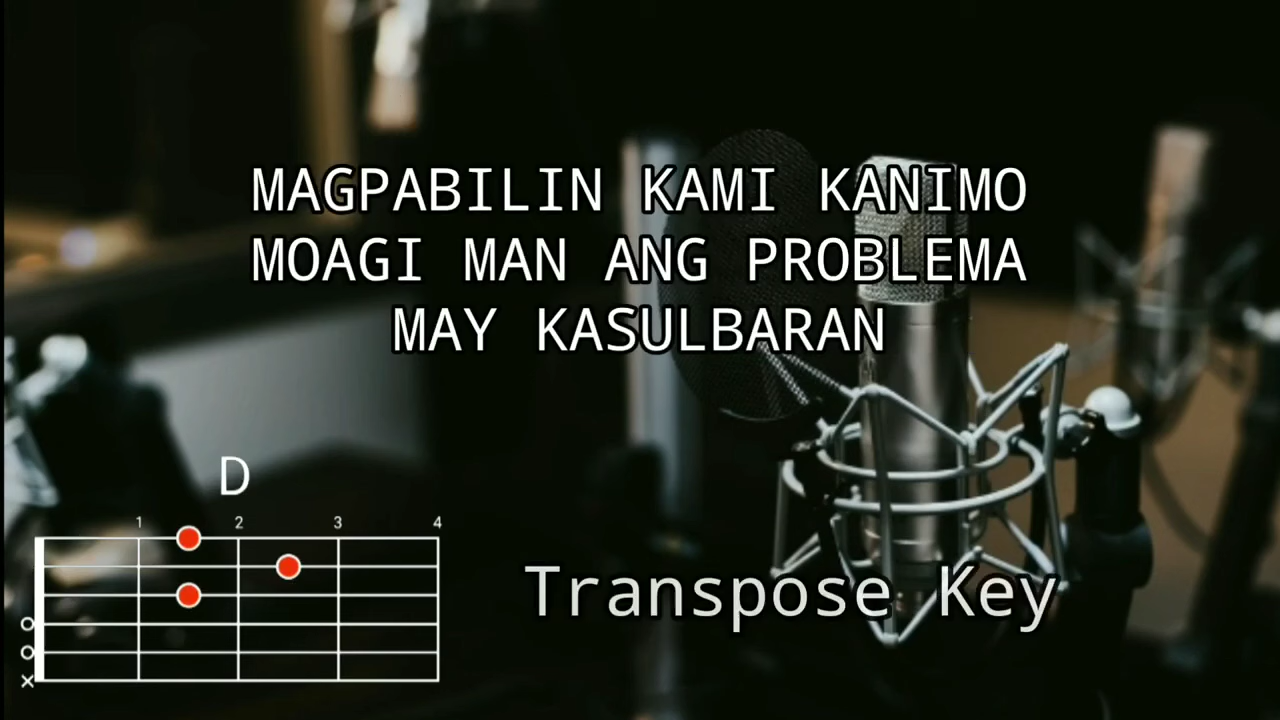 MAGPABILIN KAMI KANIMO
MOAGI MAN ANG PROBLEMA
MAY KASULBARAN
D
1 2 3 4
Transpose Key